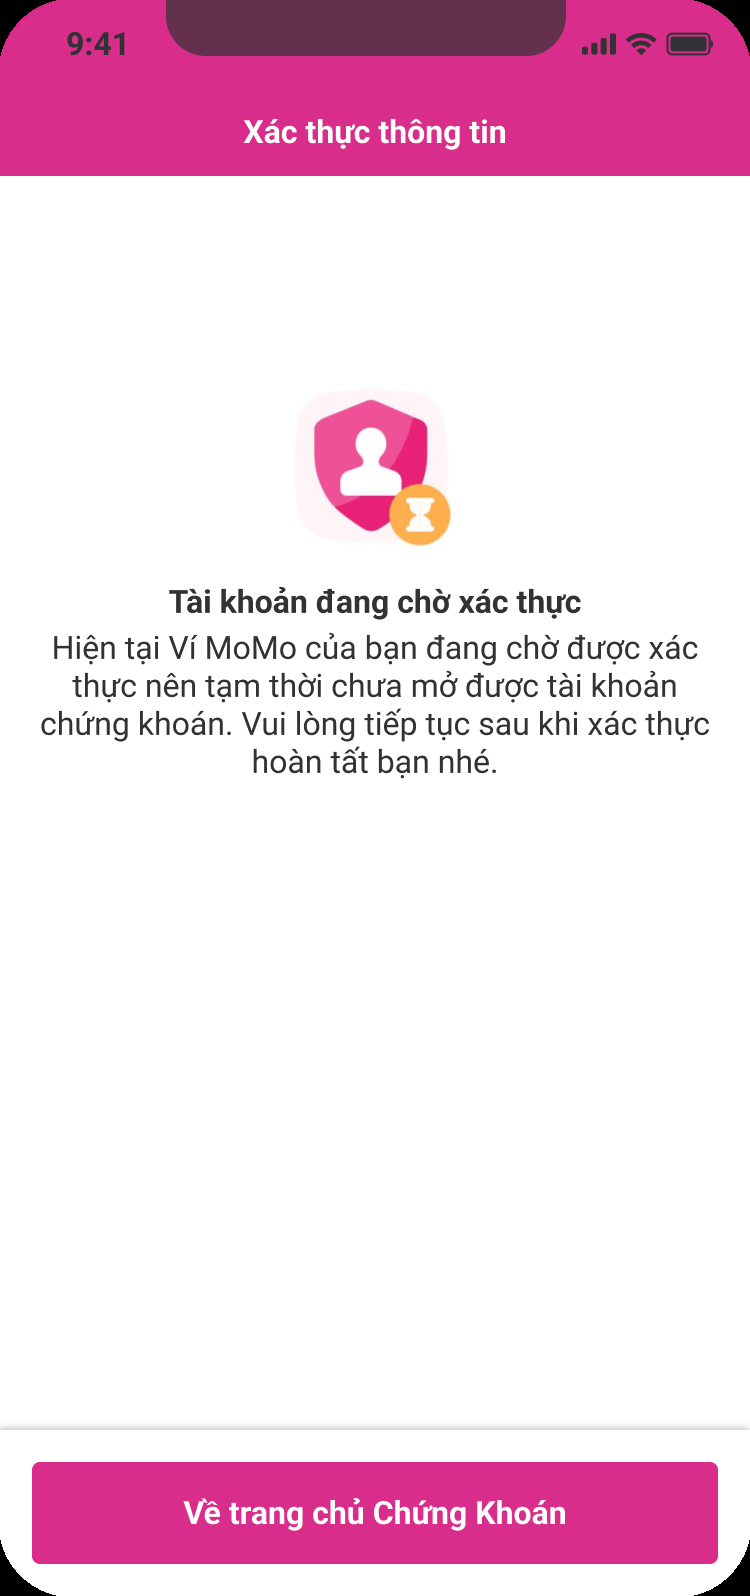 9:41
Xác thực thông tin
Tài khoản đang chờ xác thực
Hiện tại Ví MoMo của bạn đang chờ được xác
thực nên tạm thời chưa mở được tài khoản
chứng khoán. Vui lòng tiếp tục sau khi xác thực
hoàn tất bạn nhé.
Về trang chủ Chứng Khoán